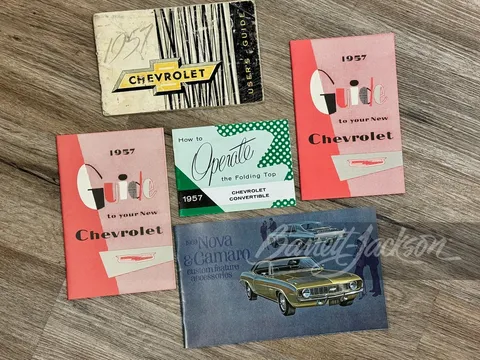 1957
CHEVROLET
USER'S GUIDE
1957
Guide
to your New
Chevrolet
1957
Guide
to your New
Chevrolet
How to
Operate
the Folding Top
1957
CHEVROLET
CONVERTIBLE
Nova
& Camaro
custom feature
accessories
Barrett-Jackson